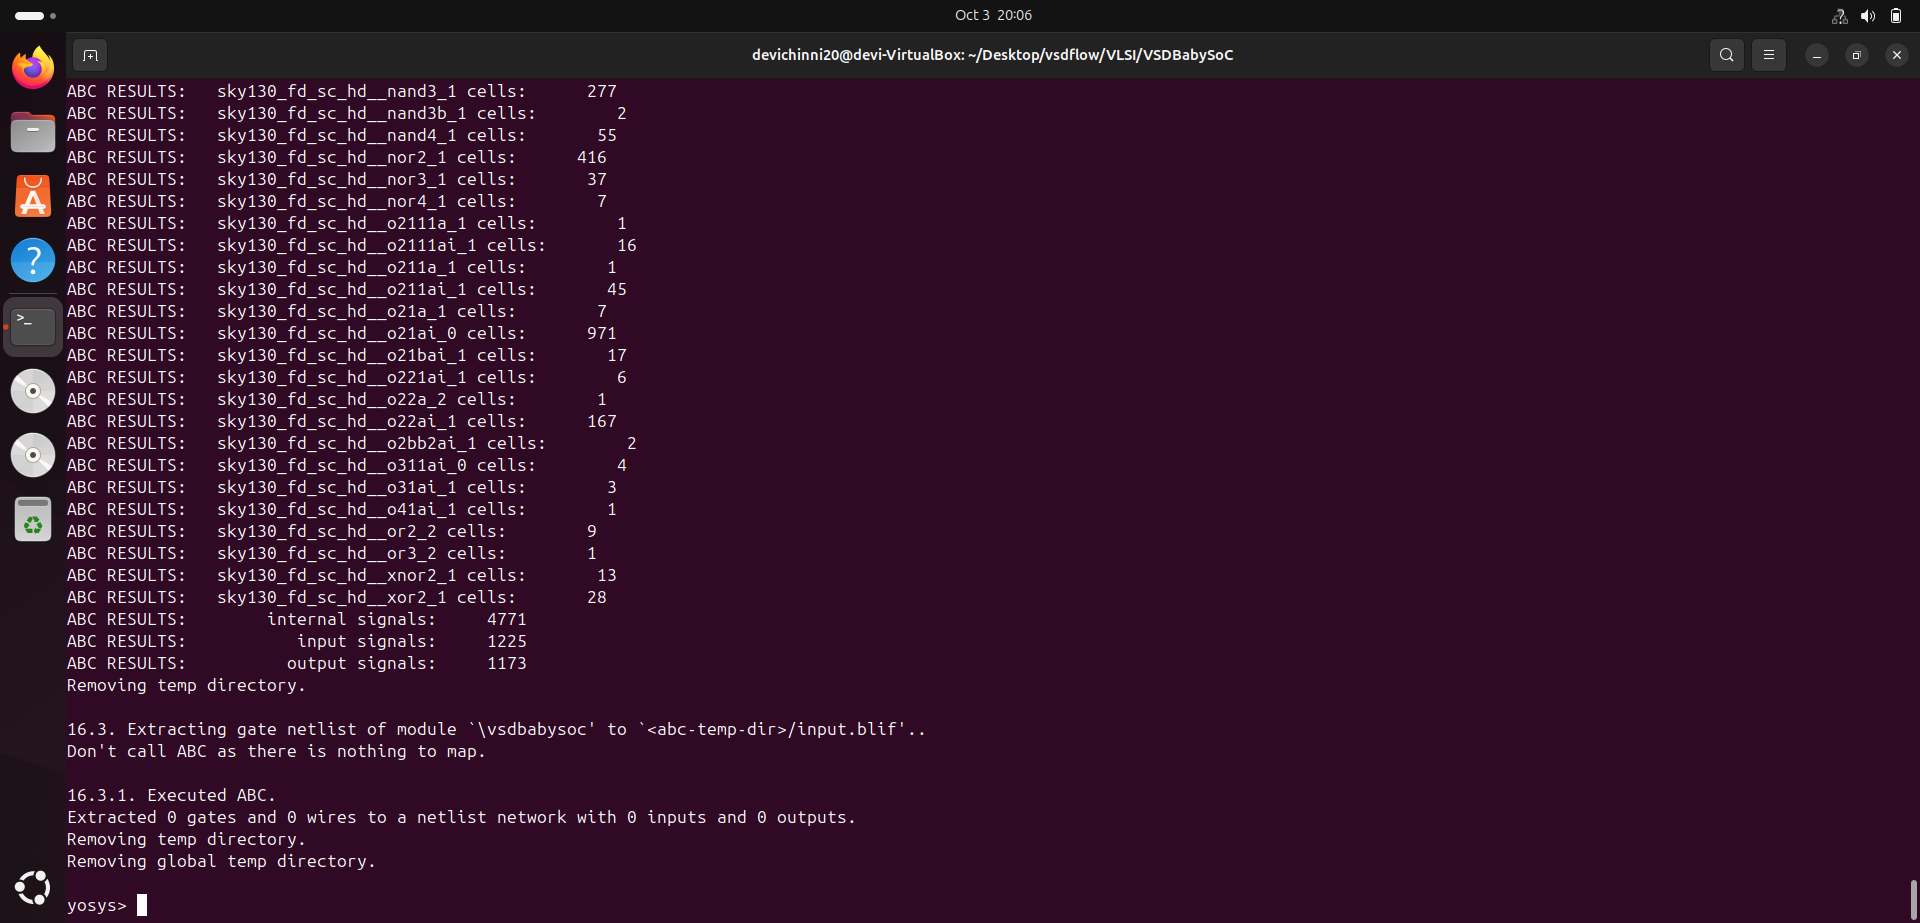 Oct 3 20:06
devichinni20@devi-VirtualBox: ~/Desktop/vsdflow/VLSI/VSDBabySoC
ABC RESULTS:   sky130_fd_sc_hd__nand3_1 cells:      277
ABC RESULTS:   sky130_fd_sc_hd__nand3b_1 cells:        2
ABC RESULTS:   sky130_fd_sc_hd__nand4_1 cells:       55
ABC RESULTS:   sky130_fd_sc_hd__nor2_1 cells:      416
ABC RESULTS:   sky130_fd_sc_hd__nor3_1 cells:       37
ABC RESULTS:   sky130_fd_sc_hd__nor4_1 cells:        7
ABC RESULTS:   sky130_fd_sc_hd__o2111a_1 cells:        1
ABC RESULTS:   sky130_fd_sc_hd__o2111ai_1 cells:       16
ABC RESULTS:   sky130_fd_sc_hd__o211a_1 cells:        1
ABC RESULTS:   sky130_fd_sc_hd__o211ai_1 cells:       45
ABC RESULTS:   sky130_fd_sc_hd__o21a_1 cells:        7
ABC RESULTS:   sky130_fd_sc_hd__o21ai_0 cells:      971
ABC RESULTS:   sky130_fd_sc_hd__o21bai_1 cells:       17
ABC RESULTS:   sky130_fd_sc_hd__o221ai_1 cells:        6
ABC RESULTS:   sky130_fd_sc_hd__o22a_2 cells:        1
ABC RESULTS:   sky130_fd_sc_hd__o22ai_1 cells:      167
ABC RESULTS:   sky130_fd_sc_hd__o2bb2ai_1 cells:        2
ABC RESULTS:   sky130_fd_sc_hd__o311ai_0 cells:        4
ABC RESULTS:   sky130_fd_sc_hd__o31ai_1 cells:        3
ABC RESULTS:   sky130_fd_sc_hd__o41ai_1 cells:        1
ABC RESULTS:   sky130_fd_sc_hd__or2_2 cells:        9
ABC RESULTS:   sky130_fd_sc_hd__or3_2 cells:        1
ABC RESULTS:   sky130_fd_sc_hd__xnor2_1 cells:       13
ABC RESULTS:   sky130_fd_sc_hd__xor2_1 cells:       28
ABC RESULTS:        internal signals:     4771
ABC RESULTS:           input signals:     1225
ABC RESULTS:          output signals:     1173
Removing temp directory.
16.3. Extracting gate netlist of module `\vsdbabysoc' to `<abc-temp-dir>/input.blif'..
Don't call ABC as there is nothing to map.
16.3.1. Executed ABC.
Extracted 0 gates and 0 wires to a netlist network with 0 inputs and 0 outputs.
Removing temp directory.
Removing global temp directory.
yosys>